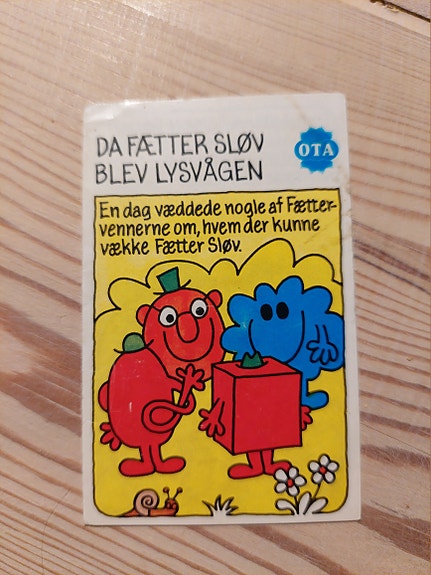 DA FÆTTER SLØV
BLEV LYSVÅGEN
OTA
En dag væddede nogle af Fætter-
vennerne om, hvem der kunne
vække Fætter Sløv.